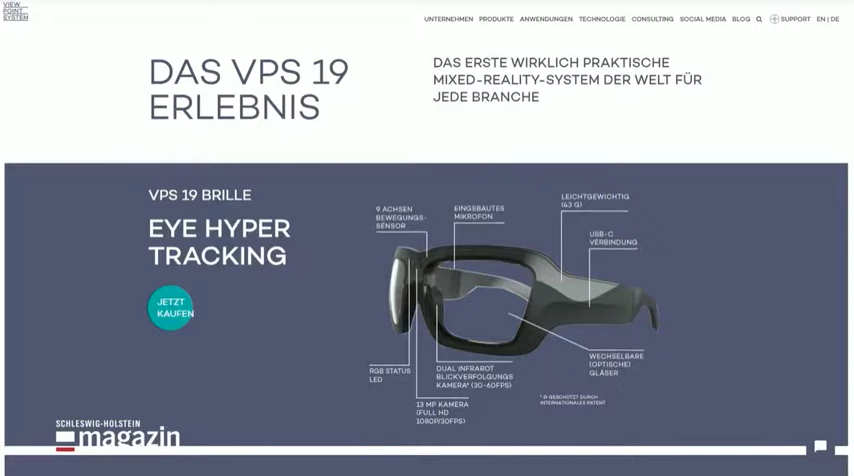 VIEW
POINT
SYSTEM
UNTERNEHMEN PRODUKTE ANWENDUNGEN TECHNOLOGIE CONSULTING SOCIAL MEDIA BLOG SUPPORT EN | DE
DAS VPS 19
ERLEBNIS
DAS ERSTE WIRKLICH PRAKTISCHE
MIXED-REALITY-SYSTEM DER WELT FÜR
JEDE BRANCHE
VPS 19 BRILLE
EYE HYPER
TRACKING
JETZT
KAUFEN
9 ACHSEN
BEWEGUNGS-
SENSOR
EINGEBAUTES
MIKROFON
LEICHTGEWICHTIG
(43 G)
USB-C
VERBINDUNG
RGB STATUS
LED
DUAL INFRAROT
BLICKVERFOLGUNGS
KAMERA* (30-60FPS)
13 MP KAMERA
(FULL HD
1080P/30FPS)
WECHSELBARE
(OPTISCHE)
GLÄSER
* © GESCHÜTZT DURCH
INTERNATIONALES PATENT
SCHLESWIG-HOLSTEIN
magazin